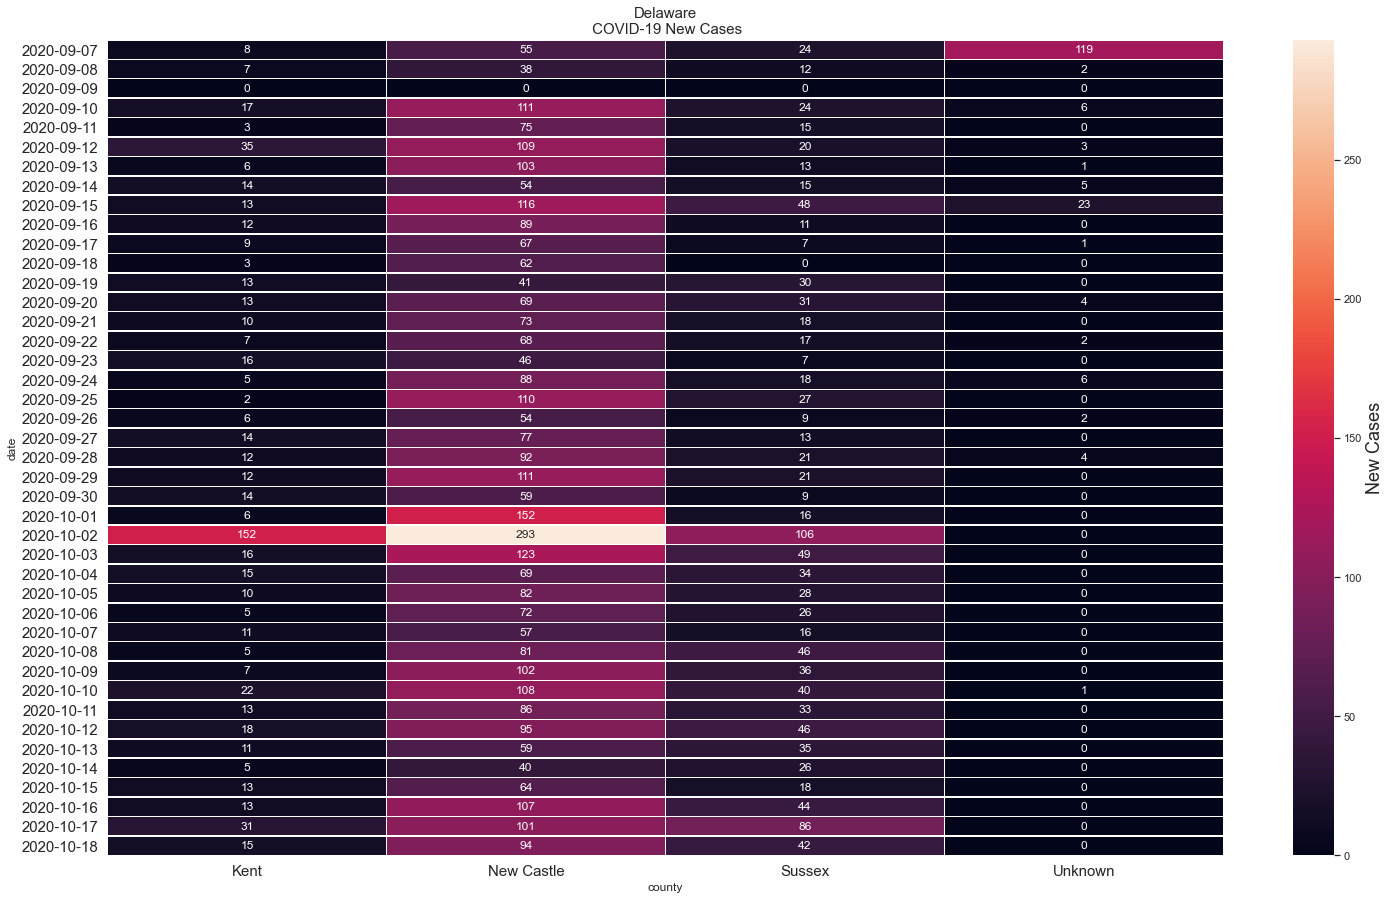 Delaware
COVID-19 New Cases
2020-09-07 8 55 24 119
2020-09-08 7 38 12 2
2020-09-09 0 0 0 0
2020-09-10 17 111 24 6
2020-09-11 3 75 15 0
2020-09-12 35 109 20 3
2020-09-13 6 103 13 1
2020-09-14 14 54 15 5
2020-09-15 13 116 48 23
2020-09-16 12 89 11 0
2020-09-17 9 67 7 1
2020-09-18 3 62 0 0
2020-09-19 13 41 30 0
2020-09-20 13 69 31 4
2020-09-21 10 73 18 0
2020-09-22 7 68 17 2
2020-09-23 16 46 7 0
2020-09-24 5 88 18 6
2020-09-25 2 110 27 0
2020-09-26 6 54 9 2
2020-09-27 14 77 13 0
2020-09-28 12 92 21 4
2020-09-29 12 111 21 0
2020-09-30 14 59 9 0
2020-10-01 6 152 16 0
2020-10-02 152 293 106 0
2020-10-03 16 123 49 0
2020-10-04 15 69 34 0
2020-10-05 10 82 28 0
2020-10-06 5 72 26 0
2020-10-07 11 57 16 0
2020-10-08 5 81 46 0
2020-10-09 7 102 36 0
2020-10-10 22 108 40 1
2020-10-11 13 86 33 0
2020-10-12 18 95 46 0
2020-10-13 11 59 35 0
2020-10-14 5 40 26 0
2020-10-15 13 64 18 0
2020-10-16 13 107 44 0
2020-10-17 31 101 86 0
2020-10-18 15 94 42 0
Kent New Castle Sussex Unknown
county
date
250
200
150
100
50
0
New Cases